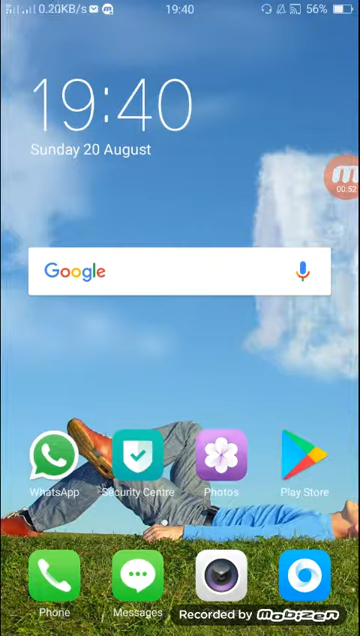 0.20KB/s 19:40 56%
19:40
Sunday 20 August
00:52
Google
WhatsApp Security Centre Photos Play Store
Phone Messages
Recorded by mobizen